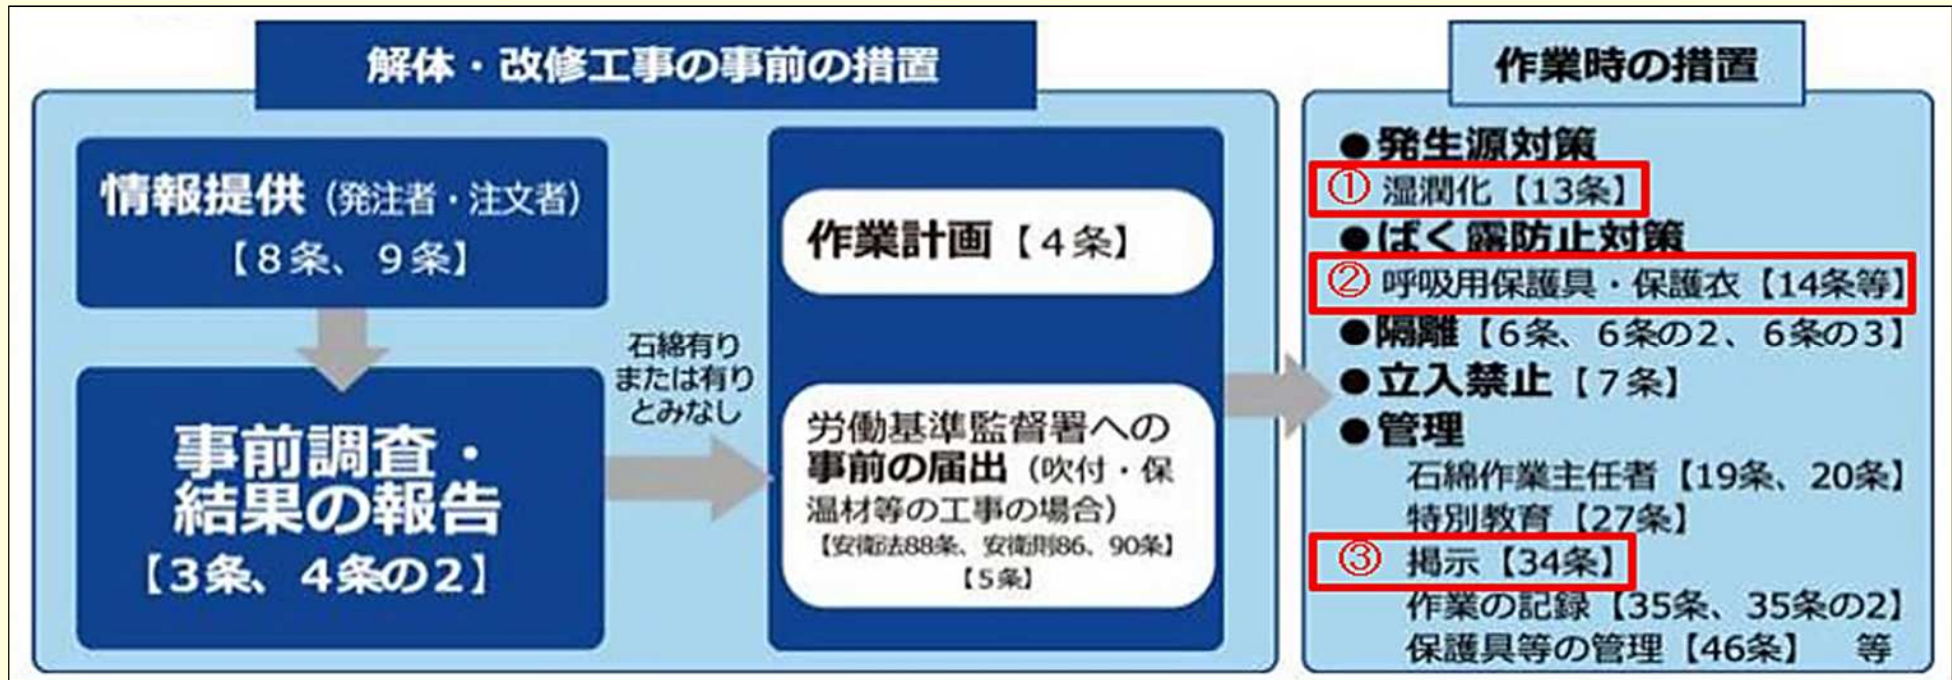 解体・改修工事の事前の措置
情報提供（発注者・注文者）
【８条、９条】
事前調査・
結果の報告
【３条、４条の２】
石綿有り
または有り
とみなし
作業計画【４条】
労働基準監督署への
事前の届出（吹付・保
温材等の工事の場合）
【安衛法88条、安衛則86、90条】
【５条】
作業時の措置
●発生源対策
① 湿潤化【13条】
●ばく露防止対策
② 呼吸用保護具・保護衣【14条等】
●隔離【６条、６条の２、６条の３】
●立入禁止【７条】
●管理
石綿作業主任者【19条、20条】
特別教育【27条】
③ 掲示【34条】
作業の記録【35条、35条の2】
保護具等の管理【46条】　等